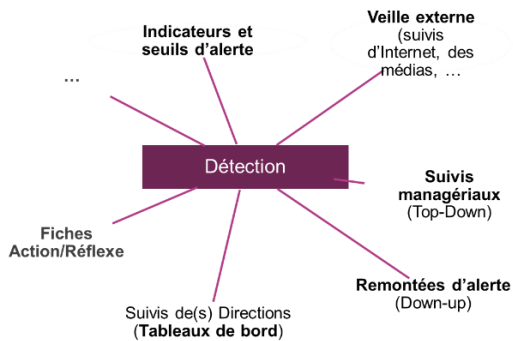 Indicateurs et
seuils d'alerte
Veille externe
(suivis
d'Internet, des
médias, …
…
Détection
Suivis
managériaux
(Top-Down)
Fiches
Action/Réflexe
Remontées d'alerte
(Down-up)
Suivis de(s) Directions
(Tableaux de bord)